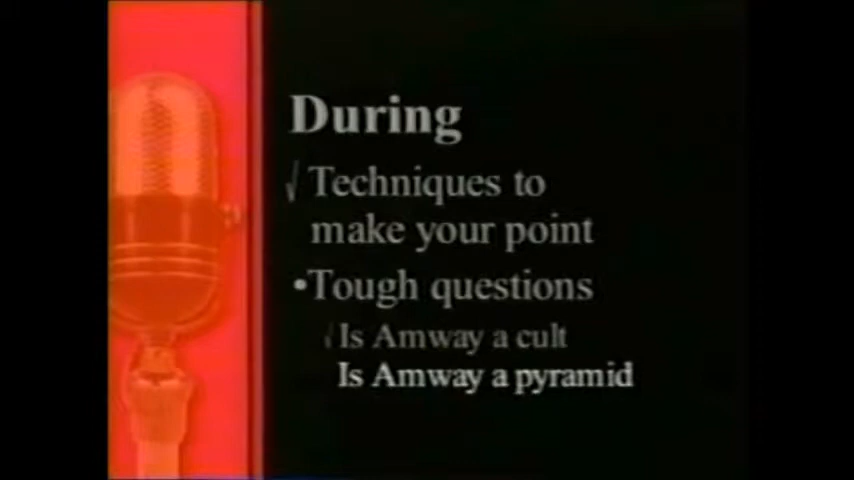 During
√ Techniques to
make your point
•Tough questions
√ Is Amway a cult
Is Amway a pyramid